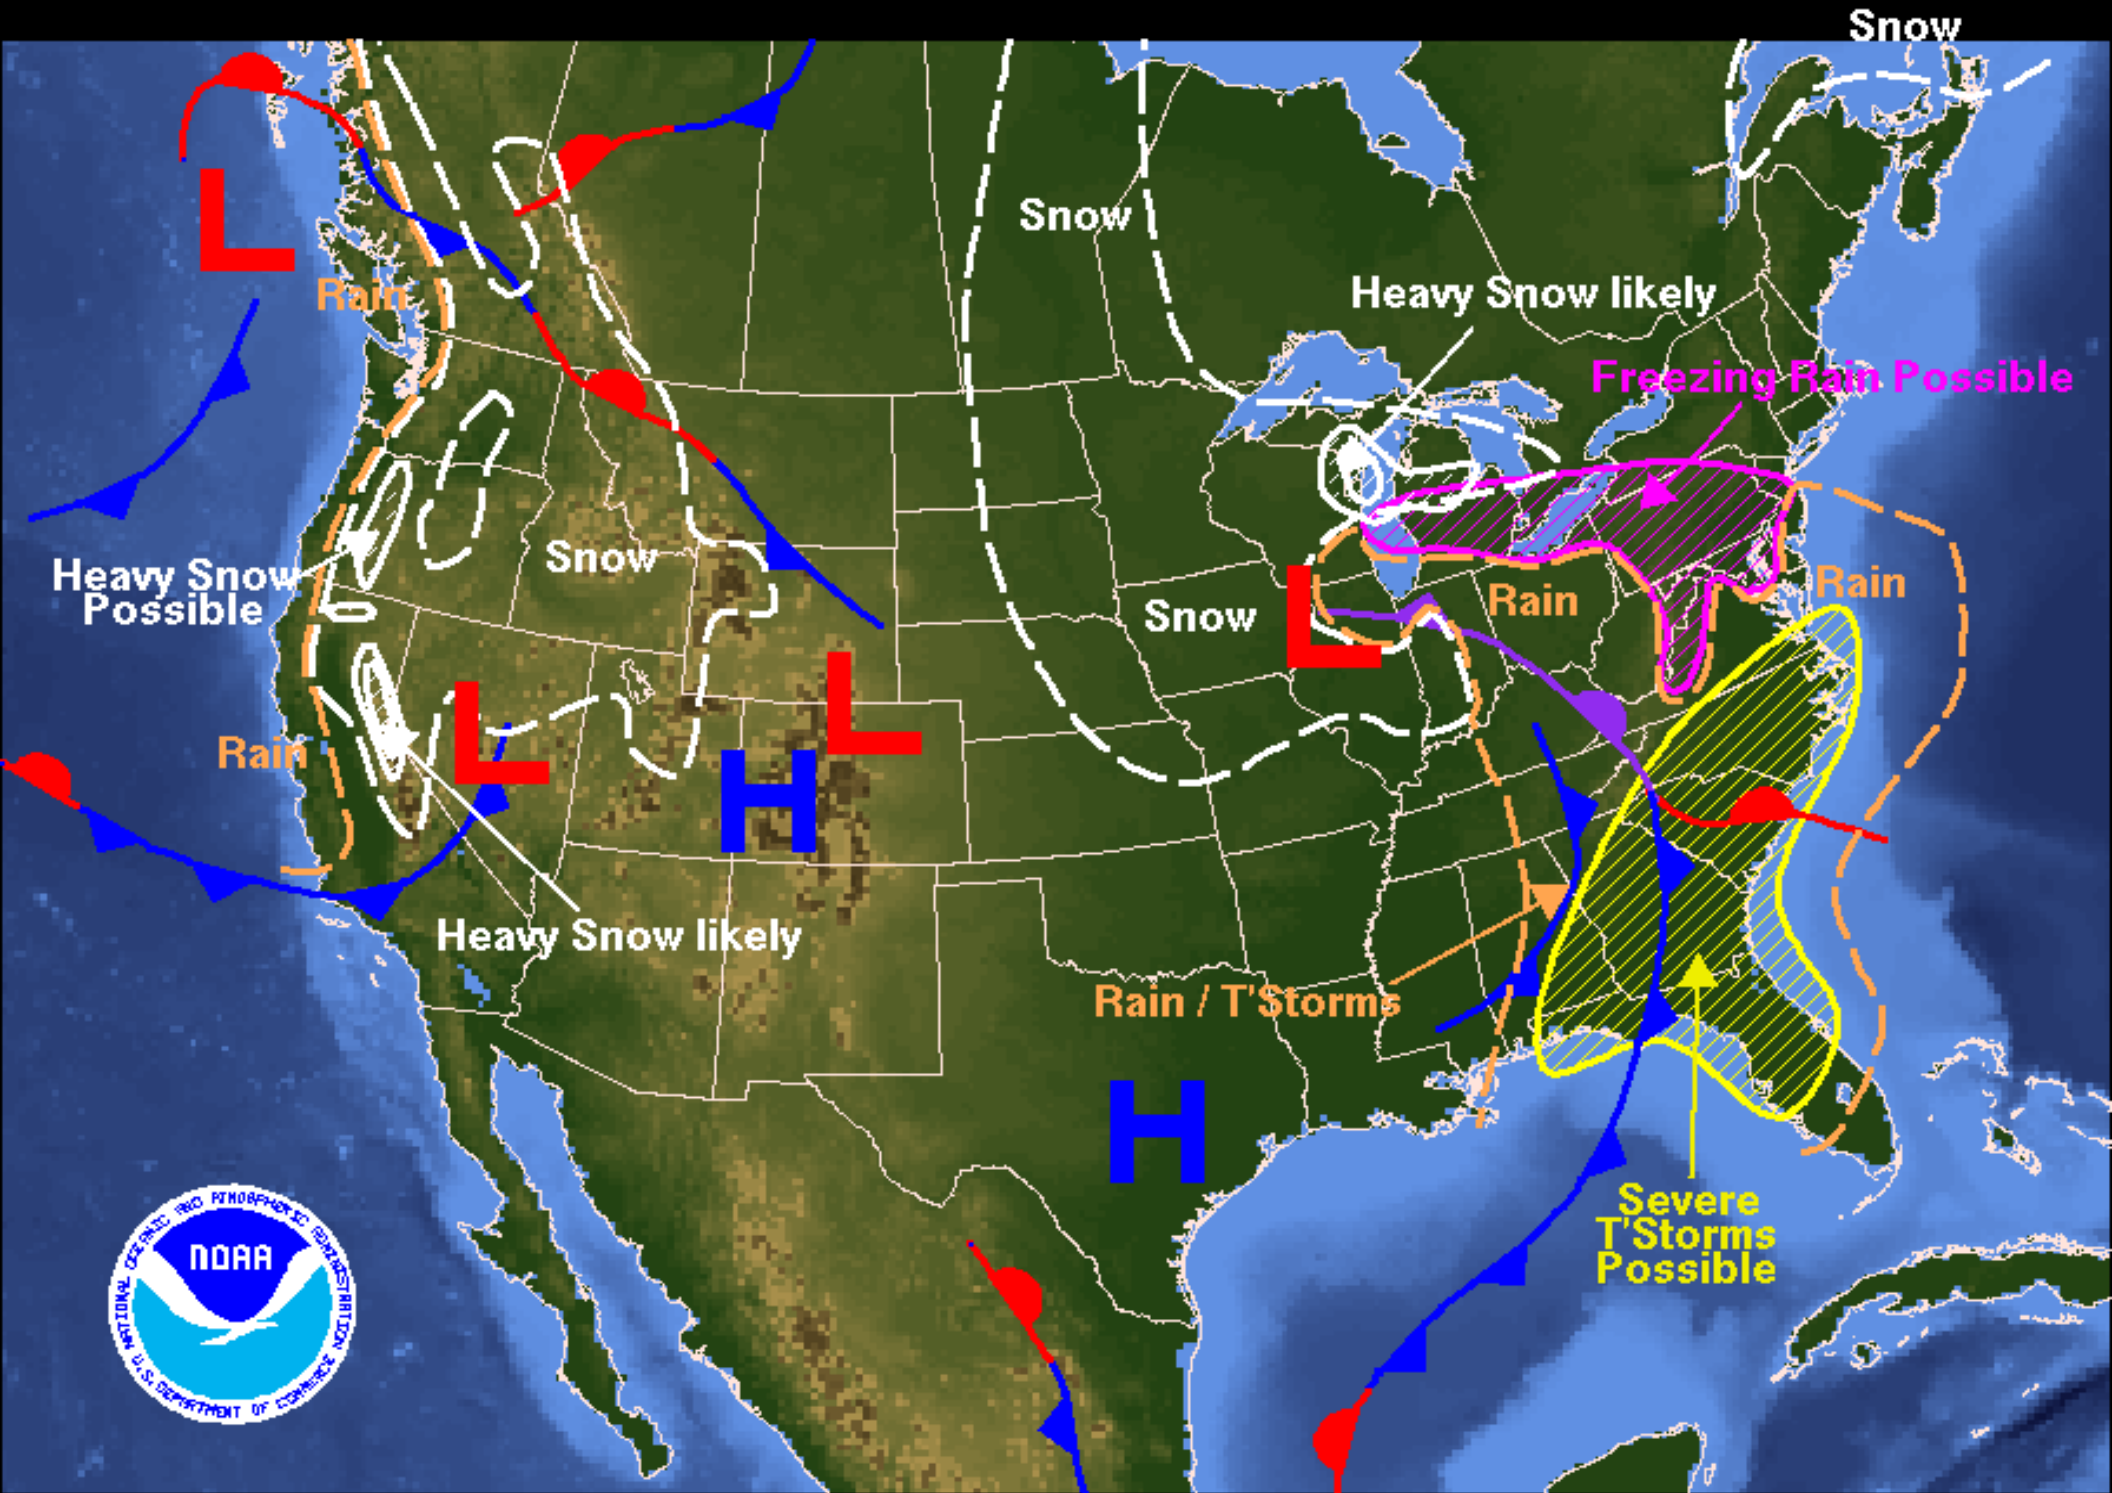 Snow
Snow
Heavy Snow likely
L
Rain
Freezing Rain Possible
Snow
Heavy Snow
Possible
Rain
Rain
Snow
L
L
L
Rain
H
Heavy Snow likely
Rain / T'Storms
H
Severe
T'Storms
Possible
NATIONAL OCEANIC AND ATMOSPHERIC ADMINISTRATION
NOAA
U.S. DEPARTMENT OF COMMERCE